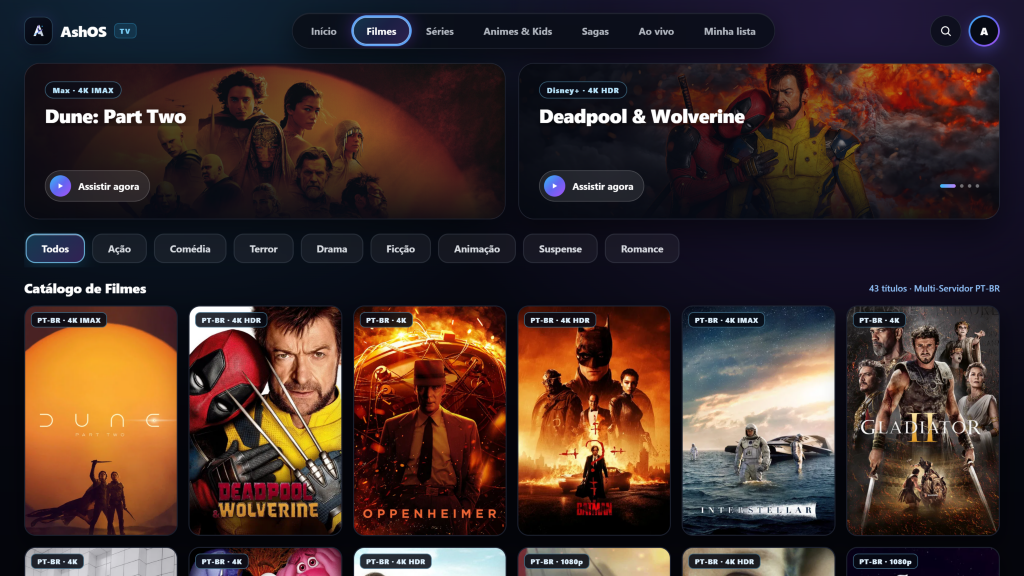 A
AshOS
TV
Início
Filmes
Séries
Animes & Kids
Sagas
Ao vivo
Minha lista
A
Max · 4K IMAX
Dune: Part Two
Assistir agora
Disney+ · 4K HDR
Deadpool & Wolverine
Assistir agora
Todos
Ação
Comédia
Terror
Drama
Ficção
Animação
Suspense
Romance
Catálogo de Filmes
43 títulos · Multi-Servidor PT-BR
PT-BR · 4K IMAX
DUNE
PART TWO
PT-BR · 4K HDR
DEADPOOL
WOLVERINE
PT-BR · 4K
OPPENHEIMER
PT-BR · 4K HDR
BATMAN
PT-BR · 4K IMAX
INTERSTELLAR
PT-BR · 4K
GLADIATOR
II
PT-BR · 4K
PT-BR · 4K
PT-BR · 4K HDR
PT-BR · 1080p
PT-BR · 4K HDR
PT-BR · 1080p